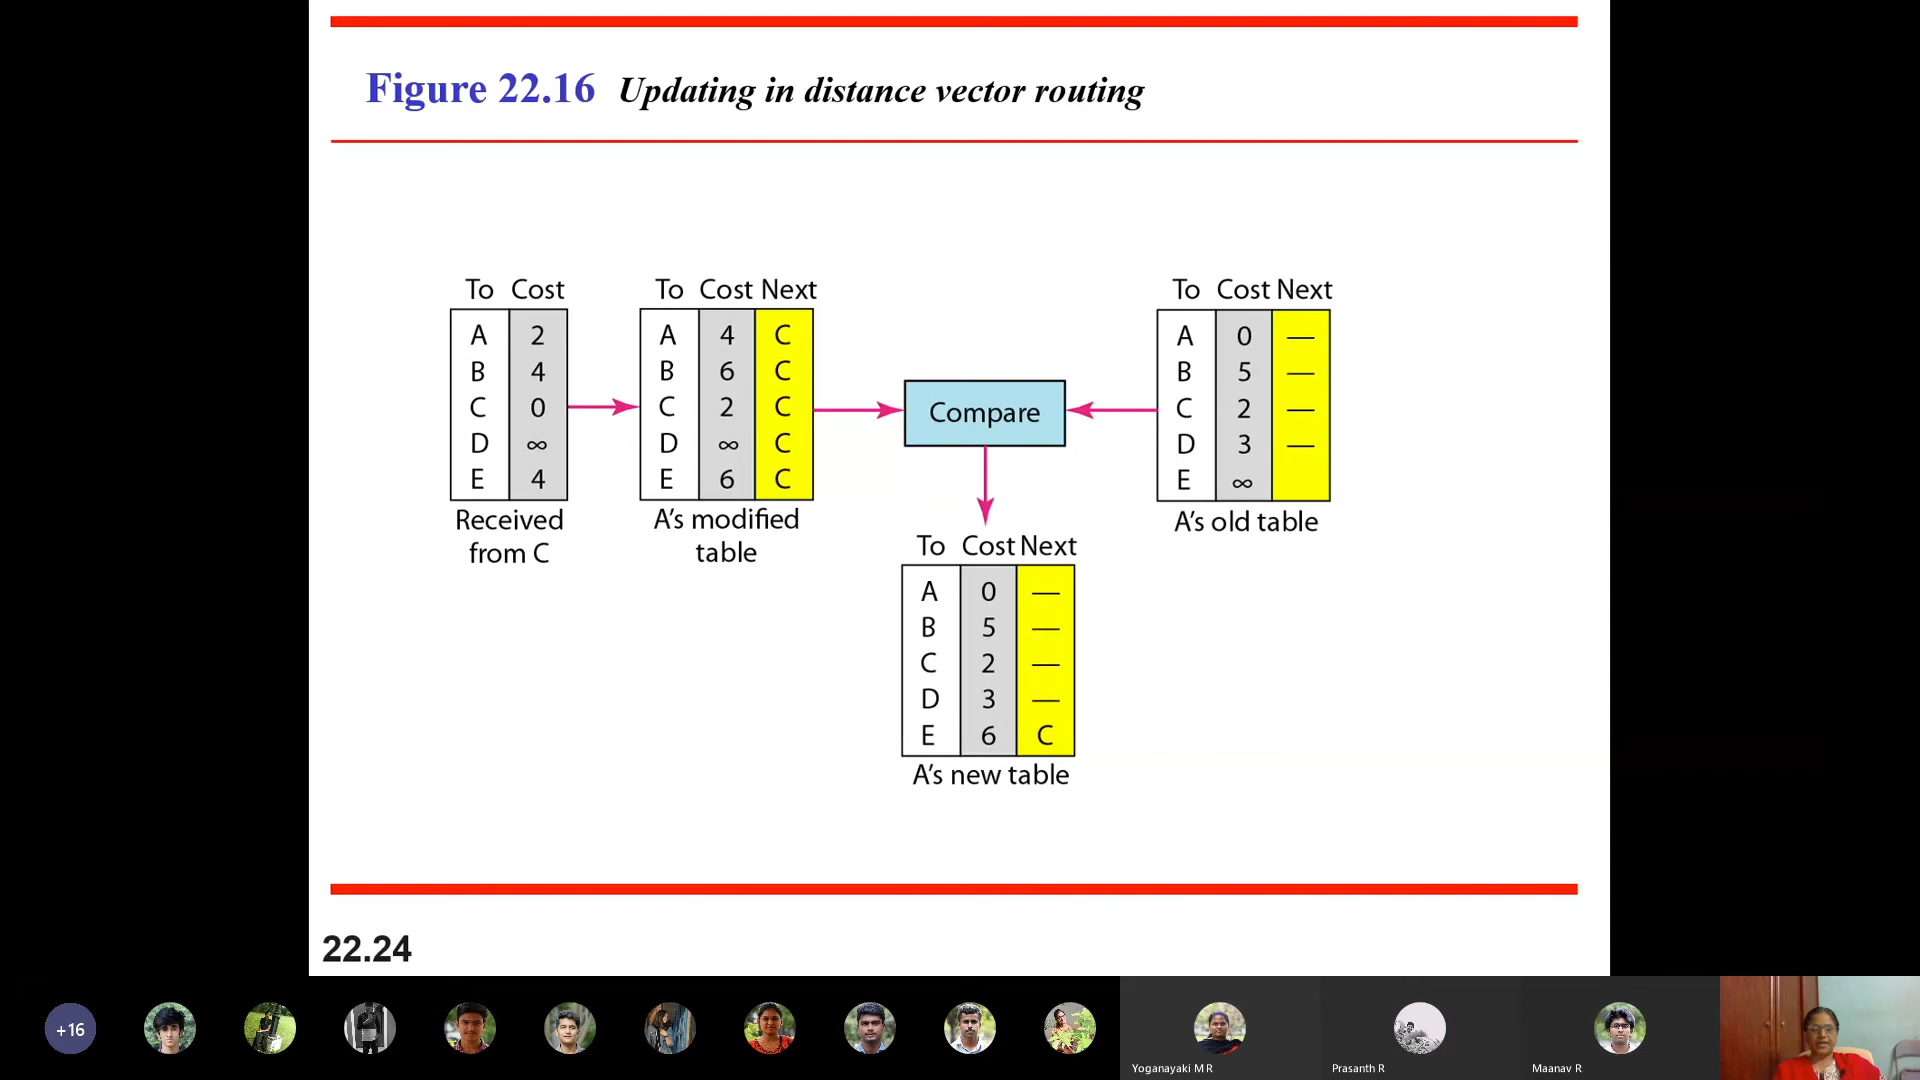 Figure 22.16 Updating in distance vector routing
To Cost
A 2
B 4
C 0
D ∞
E 4
Received
from C
To Cost Next
A 4 C
B 6 C
C 2 C
D ∞ C
E 6 C
A’s modified
table
Compare
To Cost Next
A 0 —
B 5 —
C 2 —
D 3 —
E ∞
A’s old table
To Cost Next
A 0 —
B 5 —
C 2 —
D 3 —
E 6 C
A’s new table
22.24
+16
Yoganayaki M R
Prasanth R
Maanav R